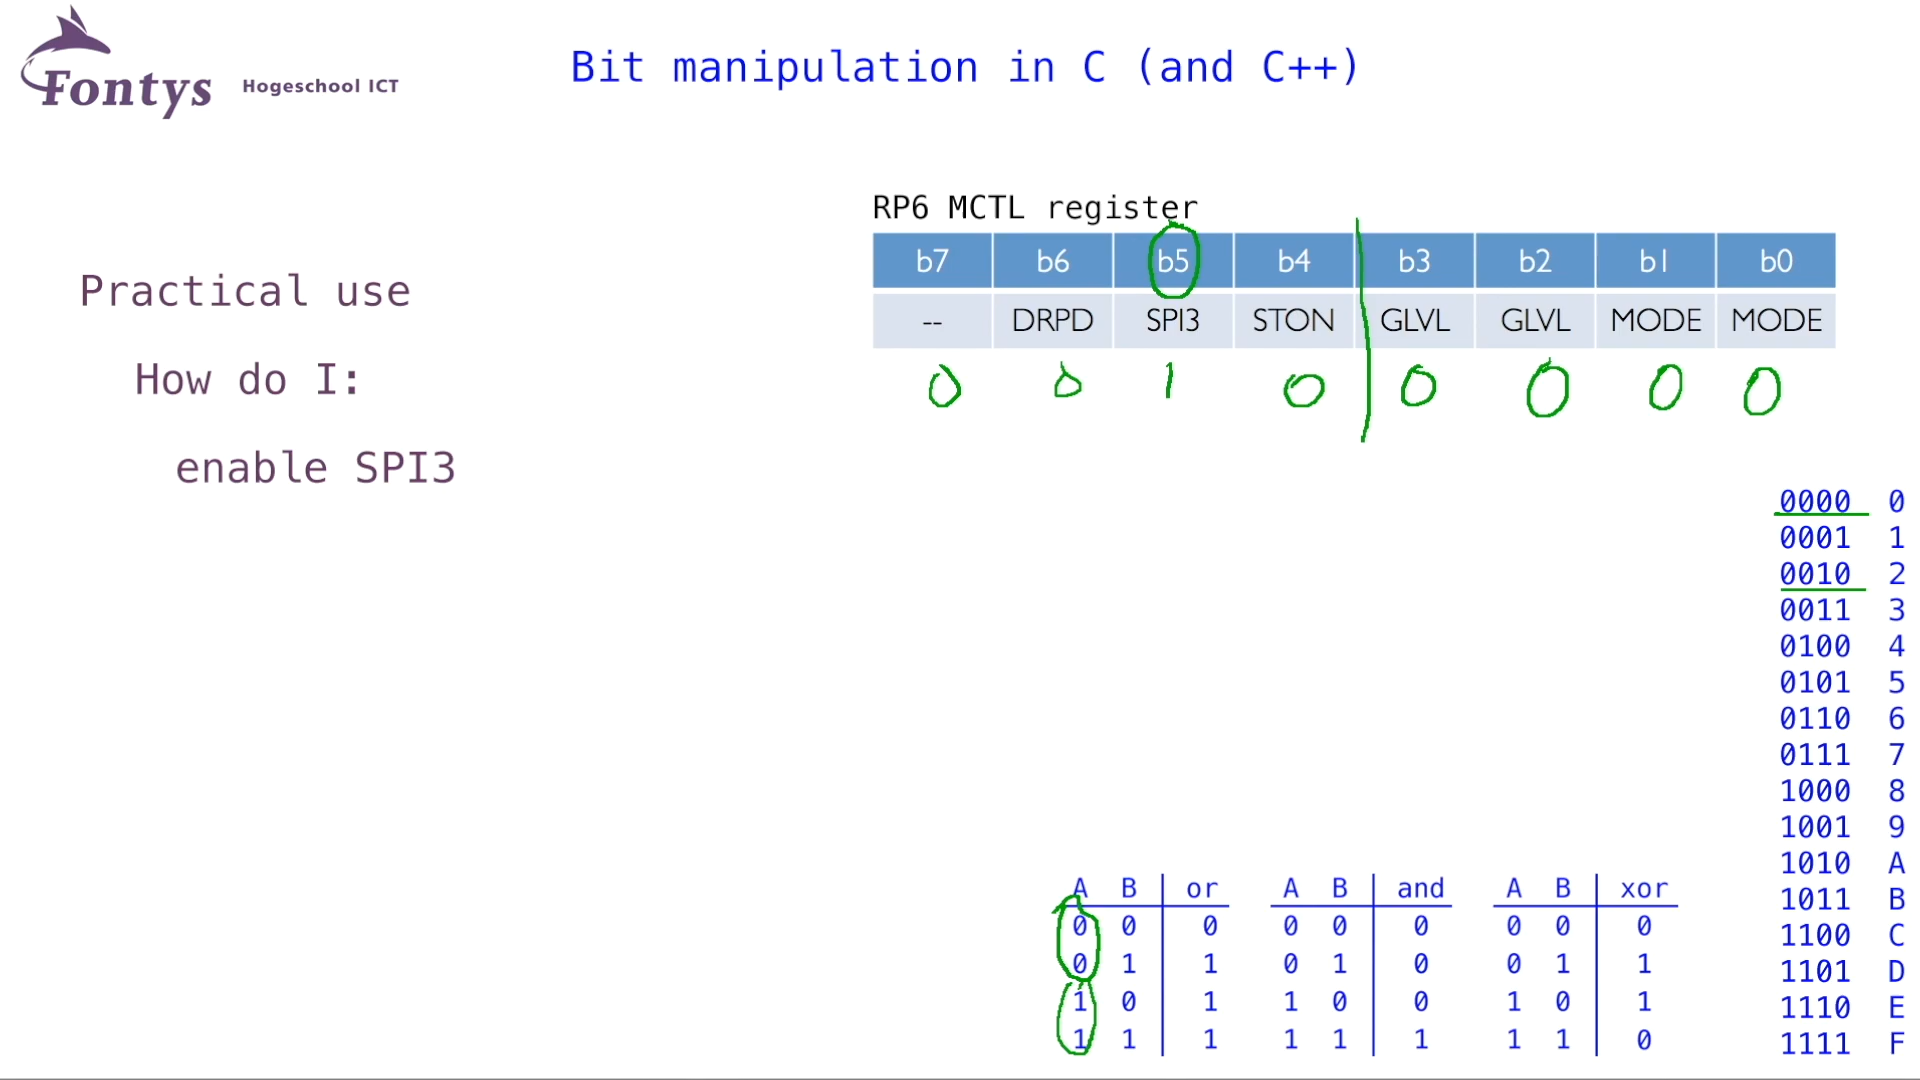 Fontys Hogeschool ICT
Bit manipulation in C (and C++)
RP6 MCTL register
b7 b6 b5 b4 b3 b2 b1 b0
-- DRPD SPI3 STON GLVL GLVL MODE MODE
0 0 1 0 0 0 0 0
Practical use
How do I:
enable SPI3
0000 0
0001 1
0010 2
0011 3
0100 4
0101 5
0110 6
0111 7
1000 8
1001 9
1010 A
1011 B
1100 C
1101 D
1110 E
1111 F
A B or A B and A B xor
0 0 0 0 0 0 0 0 0
0 1 1 0 1 0 0 1 1
1 0 1 1 0 0 1 0 1
1 1 1 1 1 1 1 1 0